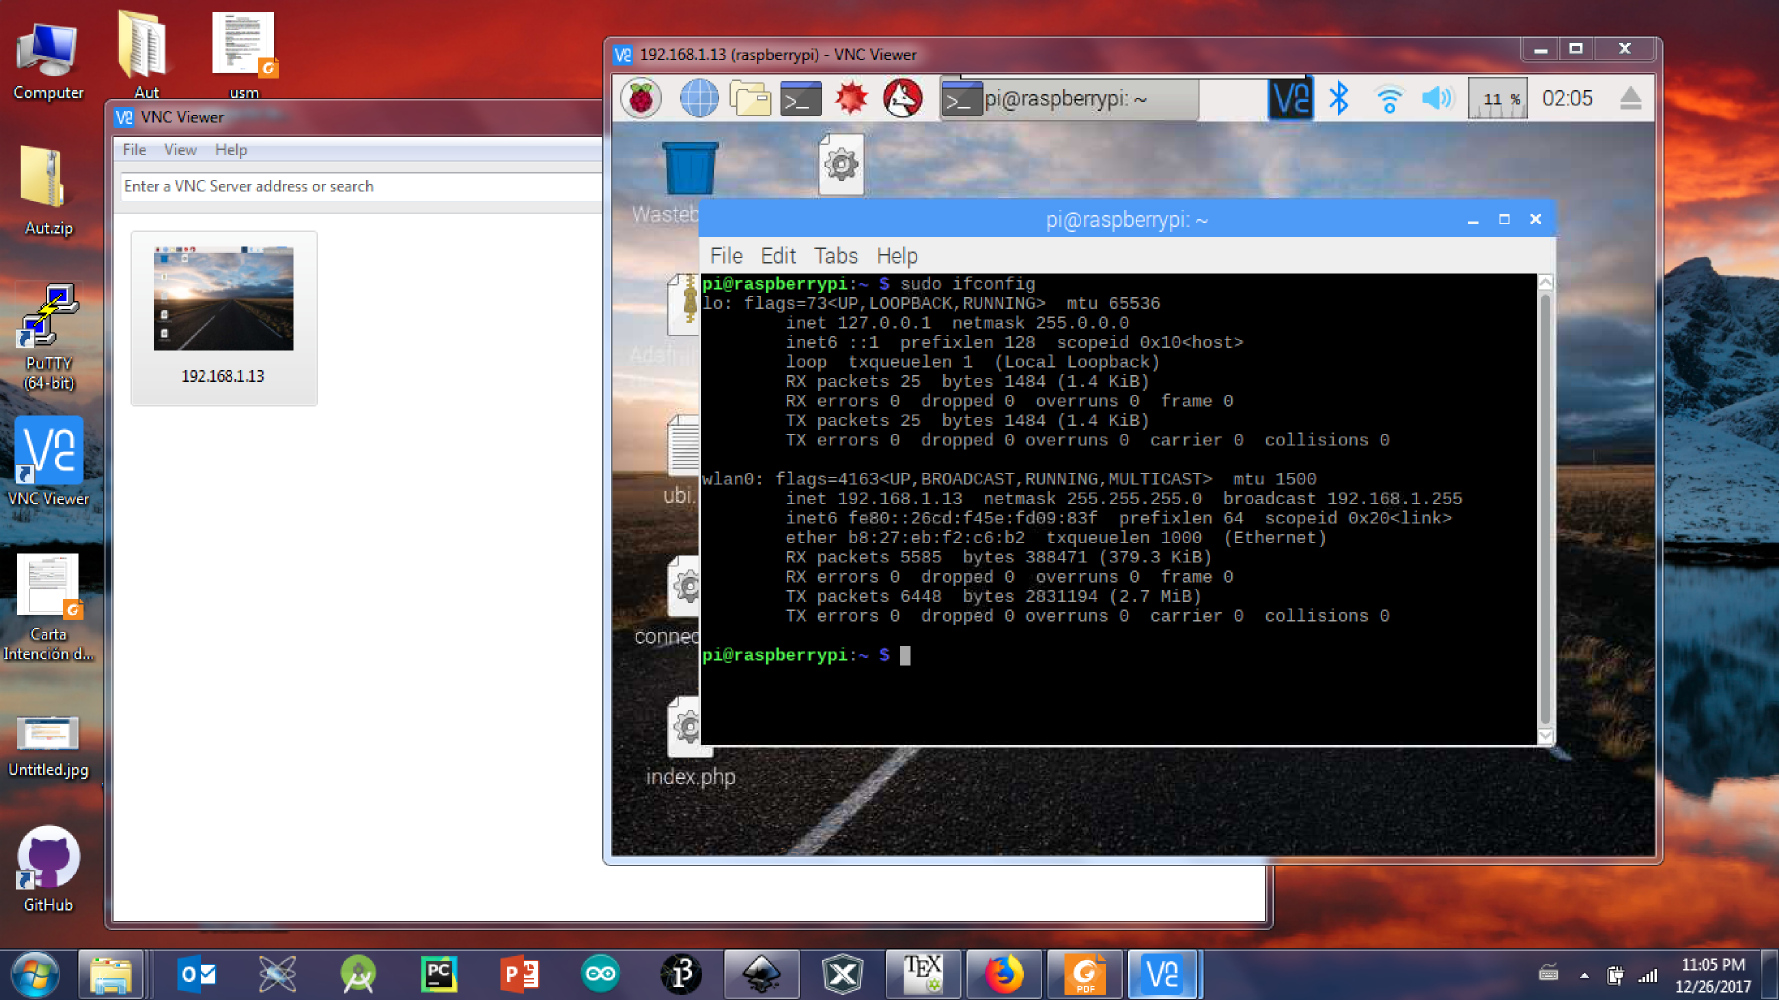 Computer
Aut
usm
Aut.zip
PuTTY
(64-bit)
VNC Viewer
Carta
Intención d...
Untitled.jpg
GitHub
VNC Viewer
File View Help
Enter a VNC Server address or search
192.168.1.13
192.168.1.13 (raspberrypi) - VNC Viewer
pi@raspberrypi: ~
11 %
02:05
Wasteb
ubi.
connec
index.php
pi@raspberrypi: ~
File Edit Tabs Help
pi@raspberrypi:~ $ sudo ifconfig
lo: flags=73<UP,LOOPBACK,RUNNING>  mtu 65536
inet 127.0.0.1  netmask 255.0.0.0
inet6 ::1  prefixlen 128  scopeid 0x10<host>
loop  txqueuelen 1  (Local Loopback)
RX packets 25  bytes 1484 (1.4 KiB)
RX errors 0  dropped 0  overruns 0  frame 0
TX packets 25  bytes 1484 (1.4 KiB)
TX errors 0  dropped 0 overruns 0  carrier 0  collisions 0
wlan0: flags=4163<UP,BROADCAST,RUNNING,MULTICAST>  mtu 1500
inet 192.168.1.13  netmask 255.255.255.0  broadcast 192.168.1.255
inet6 fe80::26cd:f45e:fd09:83f  prefixlen 64  scopeid 0x20<link>
ether b8:27:eb:f2:c6:b2  txqueuelen 1000  (Ethernet)
RX packets 5585  bytes 388471 (379.3 KiB)
RX errors 0  dropped 0  overruns 0  frame 0
TX packets 6448  bytes 2831194 (2.7 MiB)
TX errors 0  dropped 0 overruns 0  carrier 0  collisions 0
pi@raspberrypi:~ $
11:05 PM
12/26/2017